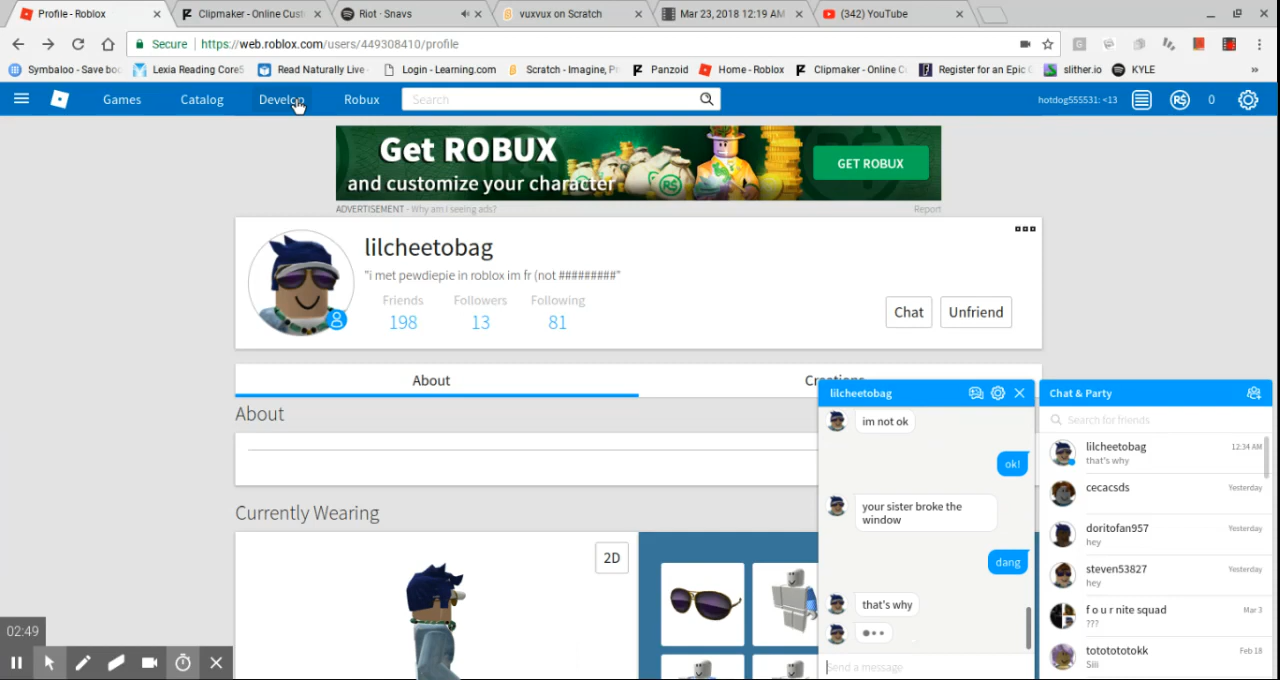 Profile - Roblox
Clipmaker - Online Cust
Riot · Snavs
vuxvux on Scratch
Mar 23, 2018 12:19 AM
(342) YouTube
Secure
https://web.roblox.com/users/449308410/profile
Symbaloo - Save boo
Lexia Reading Core5
Read Naturally Live
Login - Learning.com
Scratch - Imagine, P
Panzoid
Home - Roblox
Clipmaker - Online C
Register for an Epic
slither.io
KYLE
Games
Catalog
Develop
Robux
Search
hotdog555531: <13
0
Get ROBUX
and customize your character
GET ROBUX
ADVERTISEMENT - Why am I seeing ads?
Report
lilcheetobag
"i met pewdiepie in roblox im fr (not #########"
Friends
Followers
Following
198
13
81
Chat
Unfriend
About
Creations
About
Currently Wearing
2D
lilcheetobag
im not ok
ok!
your sister broke the
window
dang
that's why
Send a message
Chat & Party
Search for friends
lilcheetobag
12:34 AM
that's why
cecacsds
Yesterday
doritofan957
Yesterday
hey
steven53827
Yesterday
hey
f o u r nite squad
Mar 3
???
totototototokk
Feb 18
Siii
02:49